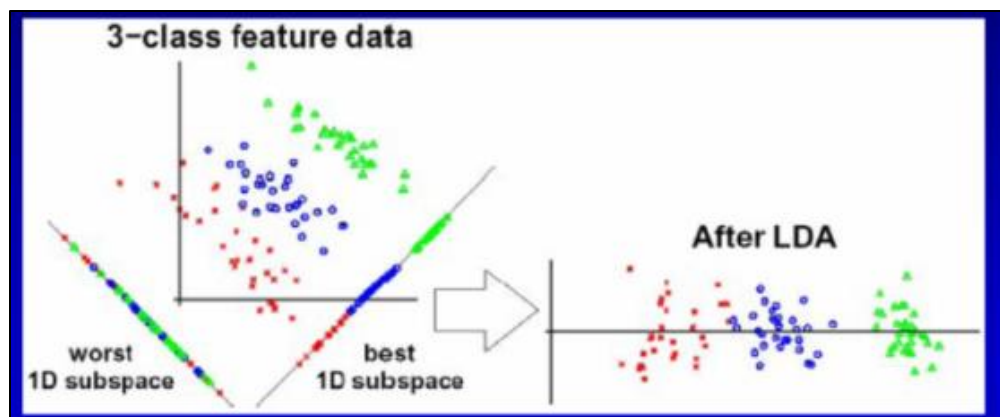 3-class feature data
worst
1D subspace
best
1D subspace
After LDA